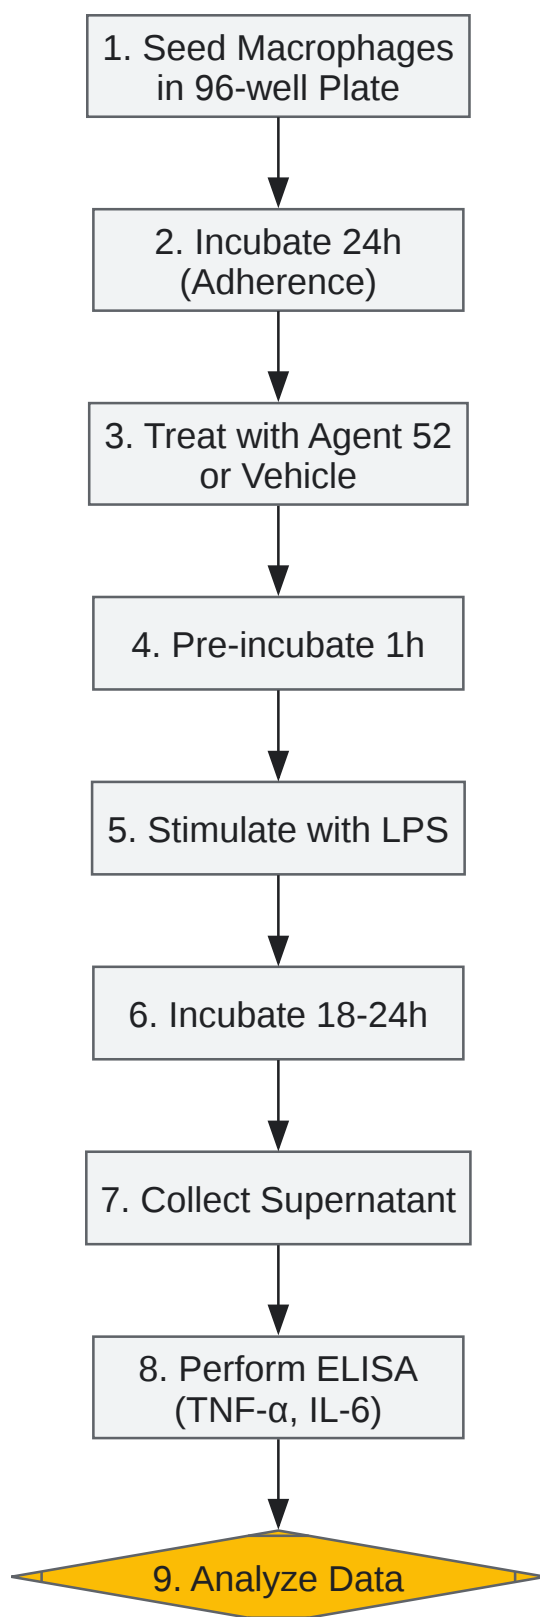 1. Seed Macrophages
in 96-well Plate
2. Incubate 24h
(Adherence)
3. Treat with Agent 52
or Vehicle
4. Pre-incubate 1h
5. Stimulate with LPS
6. Incubate 18-24h
7. Collect Supernatant
8. Perform ELISA
(TNF-α, IL-6)
9. Analyze Data